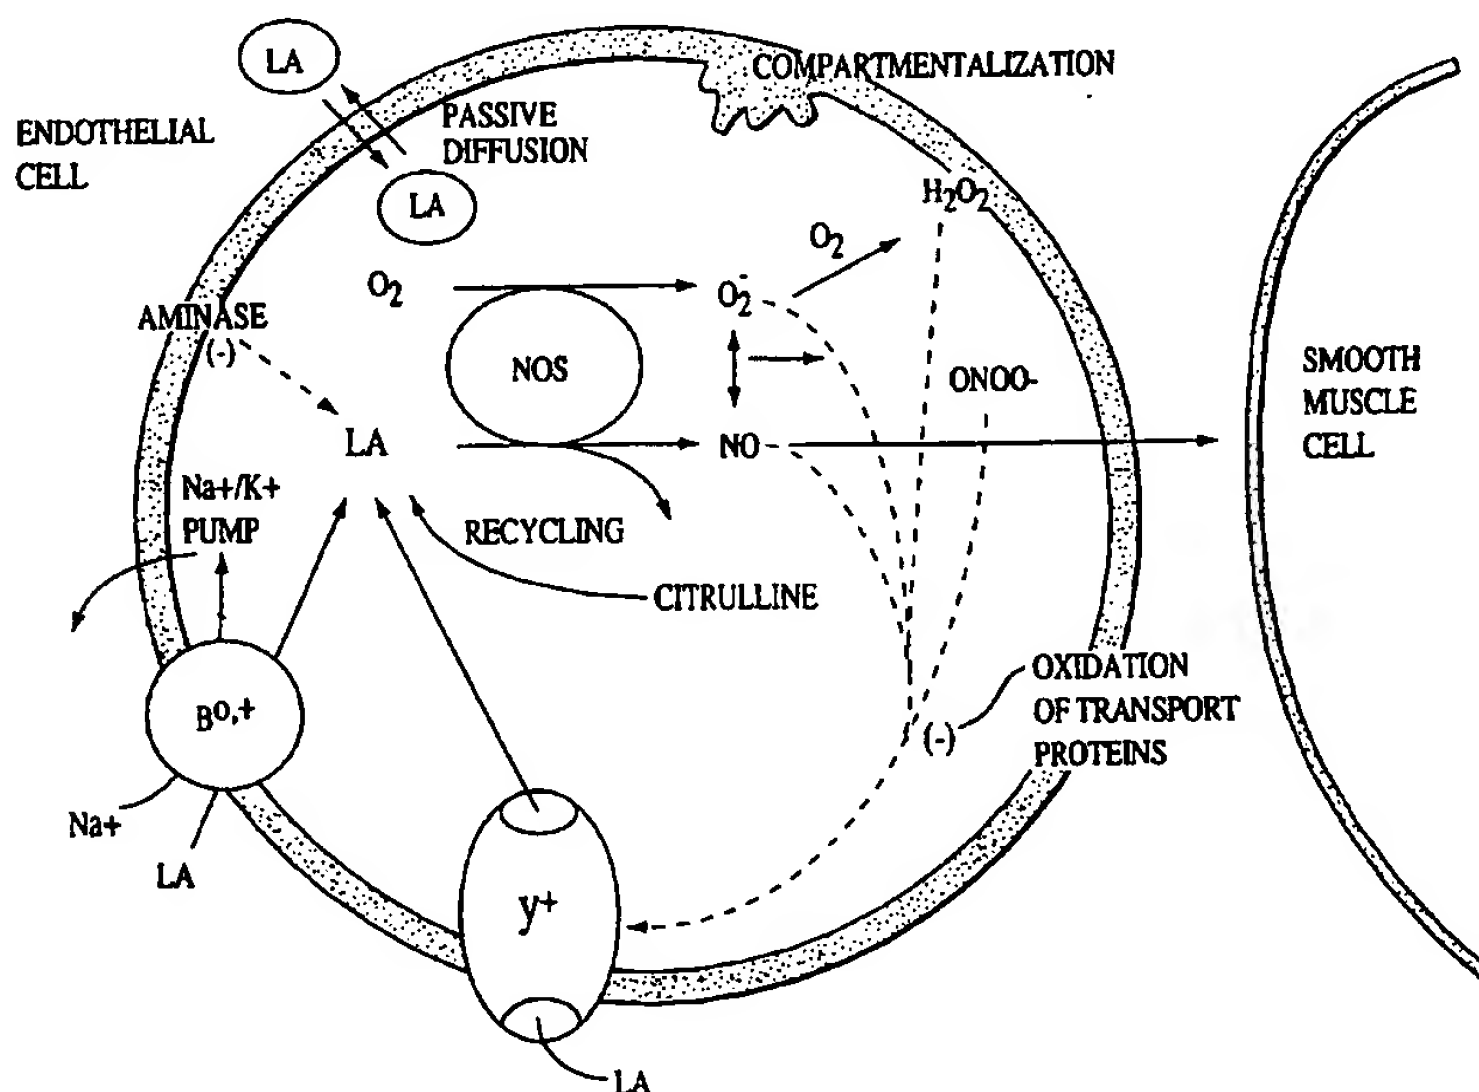 LA
COMPARTMENTALIZATION
PASSIVE
DIFFUSION
ENDOTHELIAL
CELL
LA
H2O2
O2
O2
O2-
AMINASE
(-)
NOS
ONOO-
SMOOTH
MUSCLE
CELL
LA
NO
Na+/K+
PUMP
RECYCLING
CITRULLINE
OXIDATION
OF TRANSPORT
PROTEINS
(-)
B0,+
Na+
LA
y+
LA